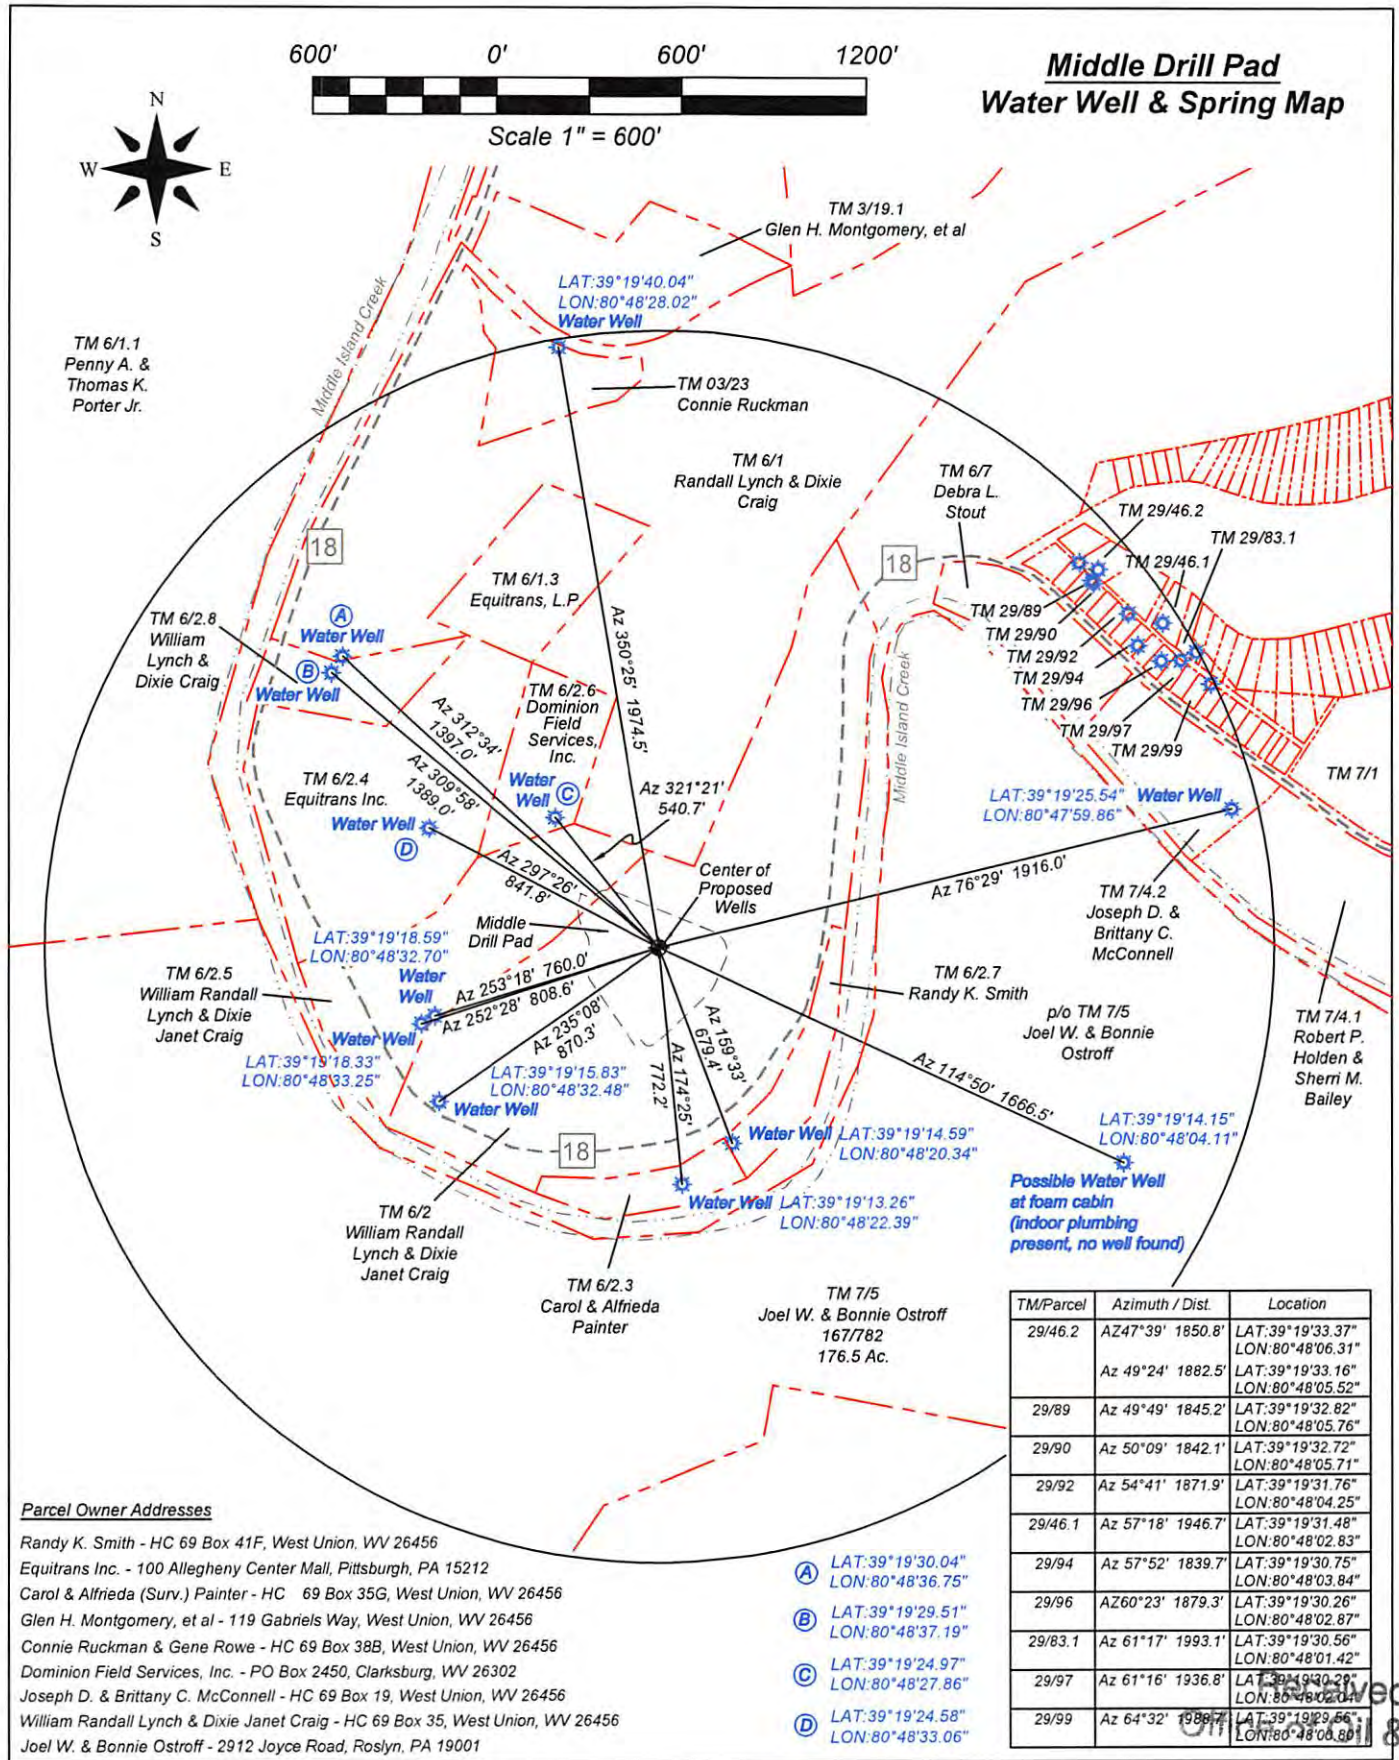 600'   0'   600'   1200'
Scale 1" = 600'
Middle Drill Pad
Water Well & Spring Map
N
W   E
S
TM 3/19.1
Glen H. Montgomery, et al
LAT:39°19'40.04"
LON:80°48'28.02"
Water Well
Middle Island Creek
TM 6/1.1
Penny A. &
Thomas K.
Porter Jr.
TM 03/23
Connie Ruckman
TM 6/1
Randall Lynch & Dixie
Craig
TM 6/7
Debra L.
Stout
18
18
TM 29/46.2
TM 29/83.1
TM 29/46.1
TM 29/89
TM 29/90
TM 29/92
TM 29/94
TM 29/96
TM 29/97
TM 29/99
TM 7/1
TM 6/1.3
Equitrans, L.P.
Az 350°25' 1974.5'
TM 6/2.8
William
Lynch &
Dixie Craig
A
Water Well
B
Water Well
Az 312°34'
1397.0'
Az 309°58'
1389.0'
TM 6/2.6
Dominion
Field
Services,
Inc.
Water
Well
C
Az 321°21'
540.7'
Middle Island Creek
TM 6/2.4
Equitrans Inc.
Water Well
D
Az 297°26'
841.8'
LAT:39°19'25.54"
LON:80°47'59.86"
Water Well
Az 76°29' 1916.0'
Center of
Proposed
Wells
Middle
Drill Pad
TM 7/4.2
Joseph D. &
Brittany C.
McConnell
LAT:39°19'18.59"
LON:80°48'32.70"
Water
Well
Az 253°18' 760.0'
Az 252°28' 808.6'
Water Well
LAT:39°19'18.33"
LON:80°48'33.25"
TM 6/2.5
William Randall
Lynch & Dixie
Janet Craig
Az 235°08'
870.3'
LAT:39°19'15.83"
LON:80°48'32.48"
Water Well
Az 159°33'
679.4'
Az 174°25'
772.2'
TM 6/2.7
Randy K. Smith
p/o TM 7/5
Joel W. & Bonnie
Ostroff
TM 7/4.1
Robert P.
Holden &
Sherri M.
Bailey
Az 114°50' 1666.5'
LAT:39°19'14.15"
LON:80°48'04.11"
Possible Water Well
at foam cabin
(indoor plumbing
present, no well found)
18
Water Well LAT:39°19'14.59"
LON:80°48'20.34"
Water Well LAT:39°19'13.26"
LON:80°48'22.39"
TM 6/2
William Randall
Lynch & Dixie
Janet Craig
TM 6/2.3
Carol & Alfrieda
Painter
TM 7/5
Joel W. & Bonnie Ostroff
167/782
176.5 Ac.
TM/Parcel   Azimuth / Dist.   Location
29/46.2   AZ47°39' 1850.8'   LAT:39°19'33.37"
LON:80°48'06.31"
Az 49°24' 1882.5'   LAT:39°19'33.16"
LON:80°48'05.52"
29/89   Az 49°49' 1845.2'   LAT:39°19'32.82"
LON:80°48'05.76"
29/90   Az 50°09' 1842.1'   LAT:39°19'32.72"
LON:80°48'05.71"
29/92   Az 54°41' 1871.9'   LAT:39°19'31.76"
LON:80°48'04.25"
29/46.1   Az 57°18' 1946.7'   LAT:39°19'31.48"
LON:80°48'02.83"
29/94   Az 57°52' 1839.7'   LAT:39°19'30.75"
LON:80°48'03.84"
29/96   AZ60°23' 1879.3'   LAT:39°19'30.26"
LON:80°48'02.87"
29/83.1   Az 61°17' 1993.1'   LAT:39°19'30.56"
LON:80°48'01.42"
29/97   Az 61°16' 1936.8'   LAT:39°19'30.29"
LON:80°48'02.04"
29/99   Az 64°32'   LAT:39°19'29.56"
LON:80°48'00.80"
Received
Office of Oil &
Parcel Owner Addresses
Randy K. Smith - HC 69 Box 41F, West Union, WV 26456
Equitrans Inc. - 100 Allegheny Center Mall, Pittsburgh, PA 15212
Carol & Alfrieda (Surv.) Painter - HC 69 Box 35G, West Union, WV 26456
Glen H. Montgomery, et al - 119 Gabriels Way, West Union, WV 26456
Connie Ruckman & Gene Rowe - HC 69 Box 38B, West Union, WV 26456
Dominion Field Services, Inc. - PO Box 2450, Clarksburg, WV 26302
Joseph D. & Brittany C. McConnell - HC 69 Box 19, West Union, WV 26456
William Randall Lynch & Dixie Janet Craig - HC 69 Box 35, West Union, WV 26456
Joel W. & Bonnie Ostroff - 2912 Joyce Road, Roslyn, PA 19001
A LAT:39°19'30.04"
LON:80°48'36.75"
B LAT:39°19'29.51"
LON:80°48'37.19"
C LAT:39°19'24.97"
LON:80°48'27.86"
D LAT:39°19'24.58"
LON:80°48'33.06"